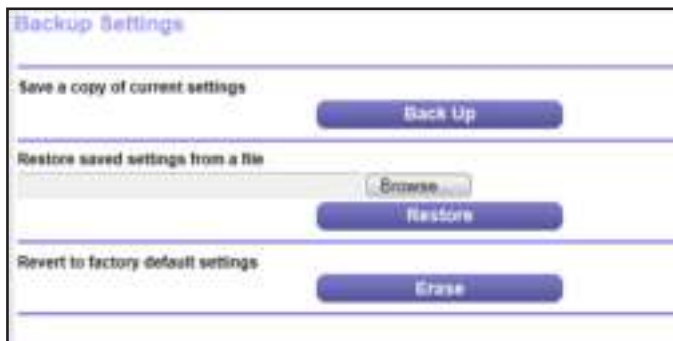 Backup Settings
Save a copy of current settings
Back Up
Restore saved settings from a file
Browse...
Restore
Revert to factory default settings
Erase